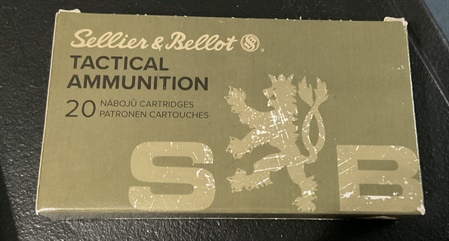 Sellier & Bellot S
TACTICAL
AMMUNITION
20 NÁBOJŮ CARTRIDGES
PATRONEN CARTOUCHES
S B